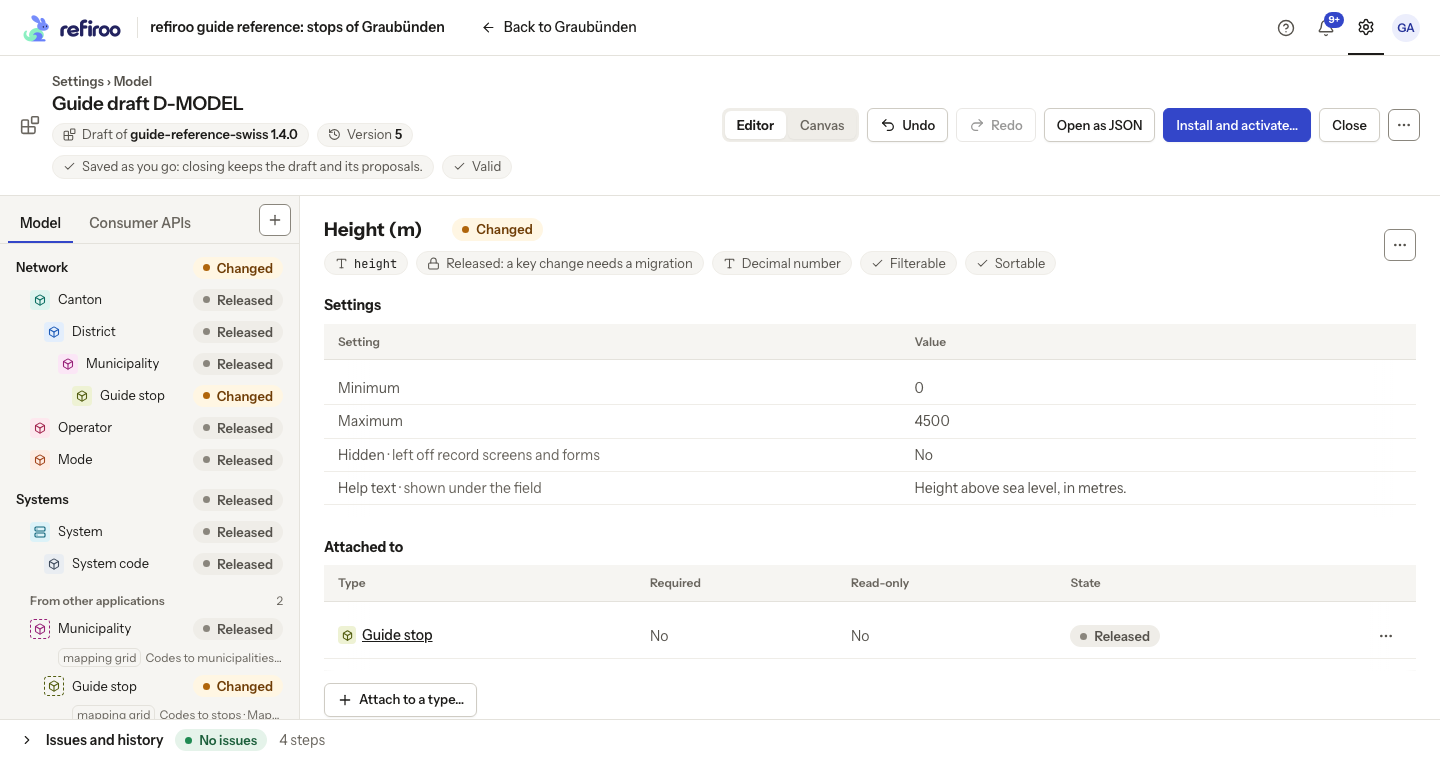 refiroo
refiroo guide reference: stops of Graubünden
Back to Graubünden
9+
GA
Settings › Model
Guide draft D-MODEL
Draft of guide-reference-swiss 1.4.0
Version 5
Saved as you go: closing keeps the draft and its proposals.
Valid
Editor
Canvas
Undo
Redo
Open as JSON
Install and activate...
Close
Model
Consumer APIs
Network
Changed
Canton
Released
District
Released
Municipality
Released
Guide stop
Changed
Operator
Released
Mode
Released
Systems
Released
System
Released
System code
Released
From other applications
2
Municipality
Released
mapping grid Codes to municipalities...
Guide stop
Changed
mapping grid Codes to stops · Map...
Height (m)
Changed
height
Released: a key change needs a migration
Decimal number
Filterable
Sortable
Settings
Setting Value
Minimum 0
Maximum 4500
Hidden · left off record screens and forms No
Help text · shown under the field Height above sea level, in metres.
Attached to
Type Required Read-only State
Guide stop No No Released
Attach to a type...
Issues and history
No issues
4 steps